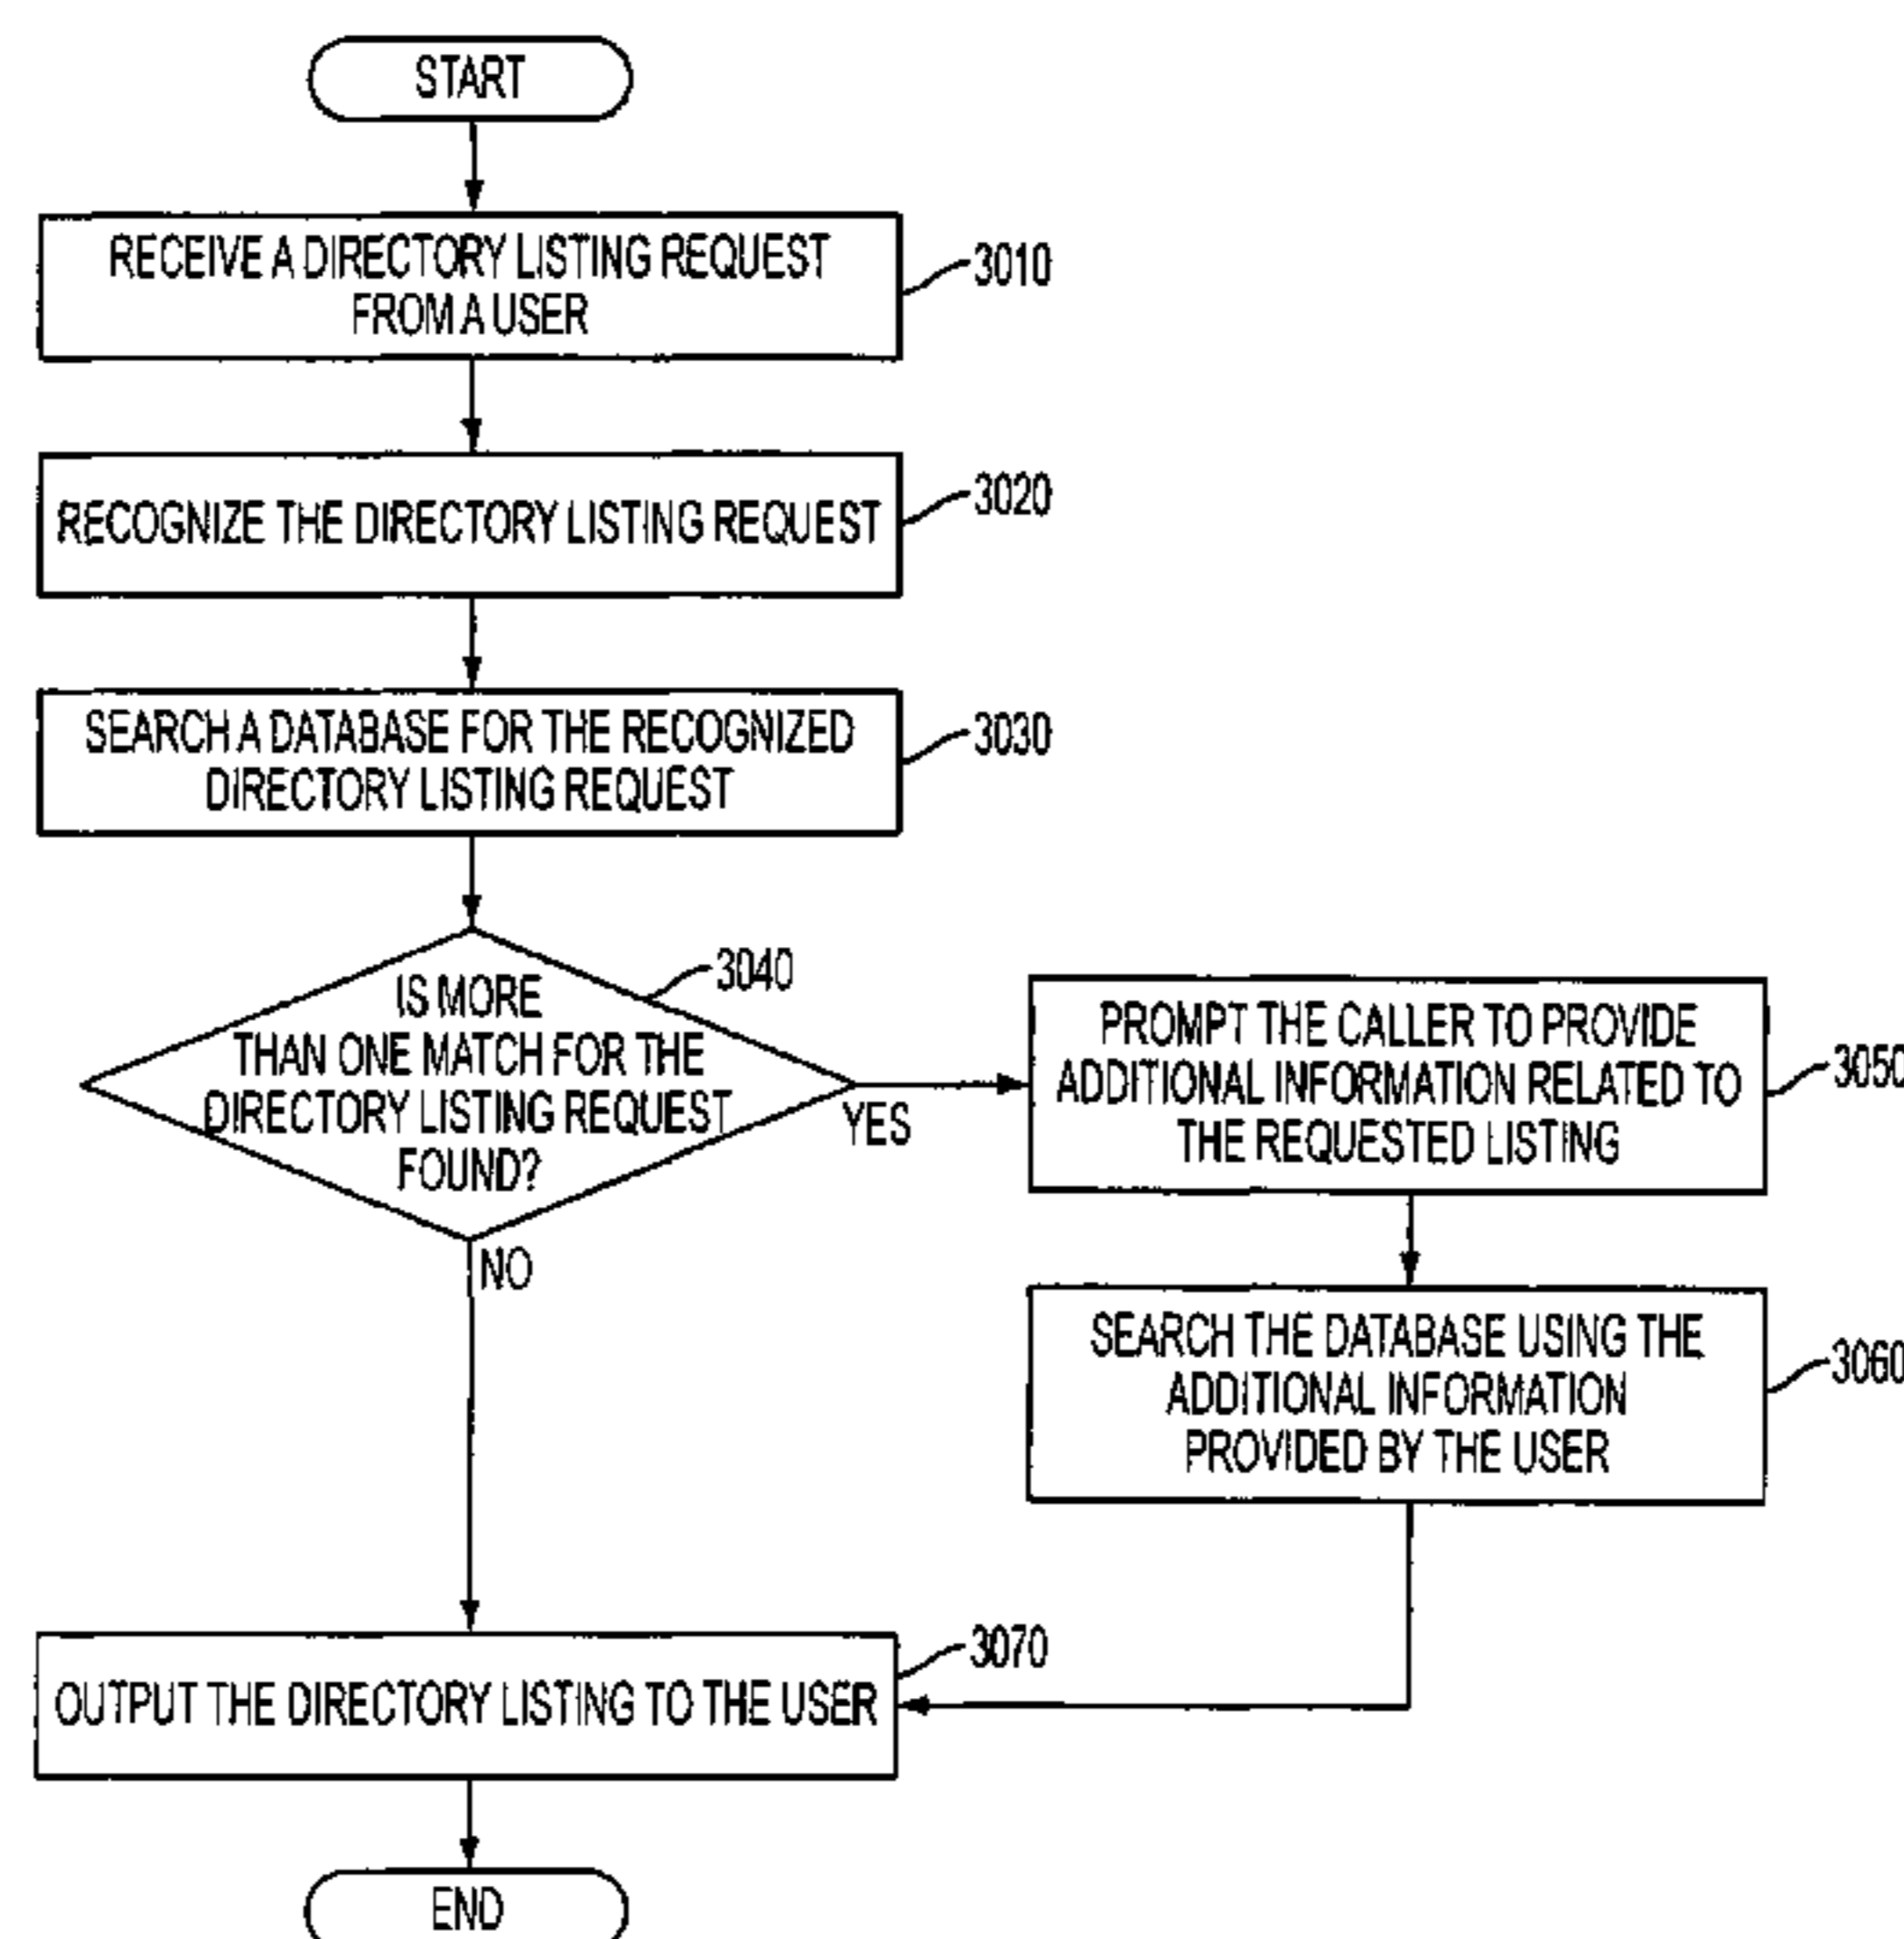 START
RECEIVE A DIRECTORY LISTING REQUEST
FROM A USER
3010
RECOGNIZE THE DIRECTORY LISTING REQUEST
3020
SEARCH A DATABASE FOR THE RECOGNIZED
DIRECTORY LISTING REQUEST
3030
IS MORE
THAN ONE MATCH FOR THE
DIRECTORY LISTING REQUEST
FOUND?
3040
YES
NO
PROMPT THE CALLER TO PROVIDE
ADDITIONAL INFORMATION RELATED TO
THE REQUESTED LISTING
3050
SEARCH THE DATABASE USING THE
ADDITIONAL INFORMATION
PROVIDED BY THE USER
3060
OUTPUT THE DIRECTORY LISTING TO THE USER
3070
END